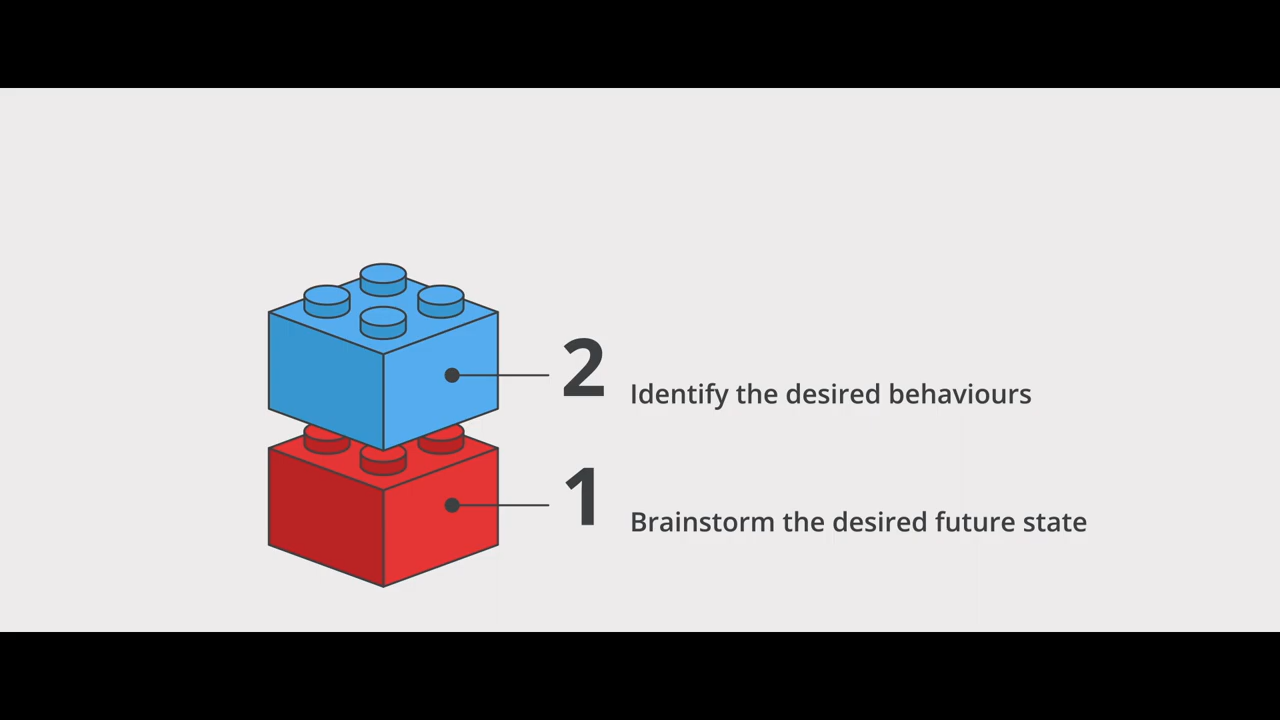 2
Identify the desired behaviours
1
Brainstorm the desired future state